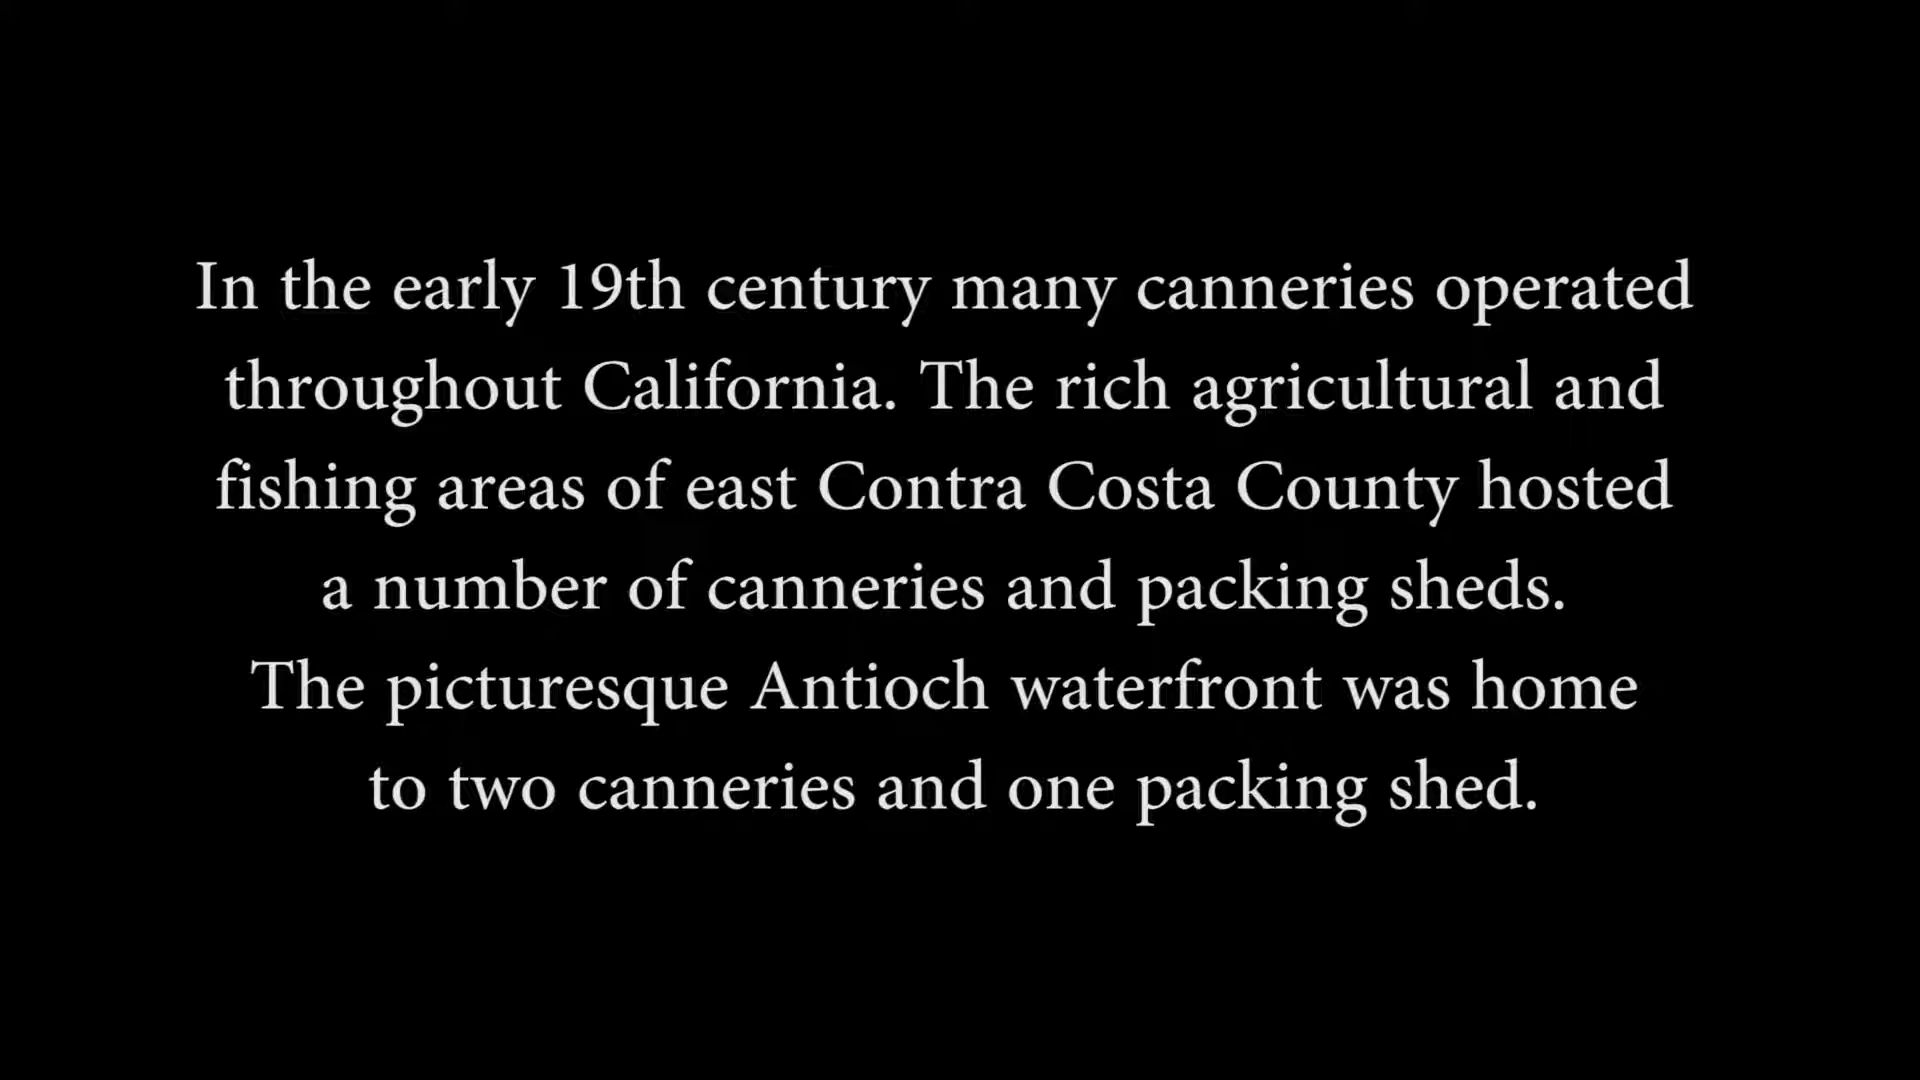 In the early 19th century many canneries operated
throughout California. The rich agricultural and
fishing areas of east Contra Costa County hosted
a number of canneries and packing sheds.
The picturesque Antioch waterfront was home
to two canneries and one packing shed.